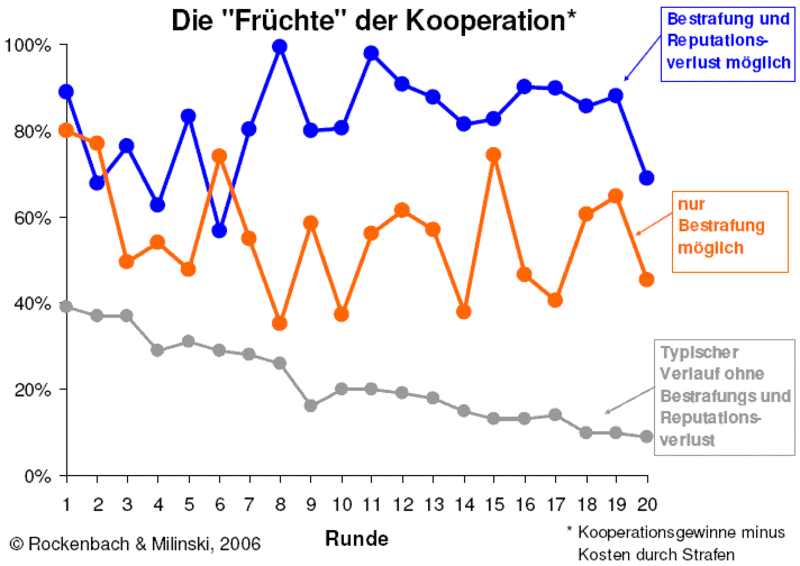 Die "Früchte" der Kooperation*
Bestrafung und
Reputations-
verlust möglich
100%
80%
60%
40%
20%
0%
nur
Bestrafung
möglich
Typischer
Verlauf ohne
Bestrafungs und
Reputations-
verlust
1 2 3 4 5 6 7 8 9 10 11 12 13 14 15 16 17 18 19 20
Runde
© Rockenbach & Milinski, 2006
* Kooperationsgewinne minus
Kosten durch Strafen